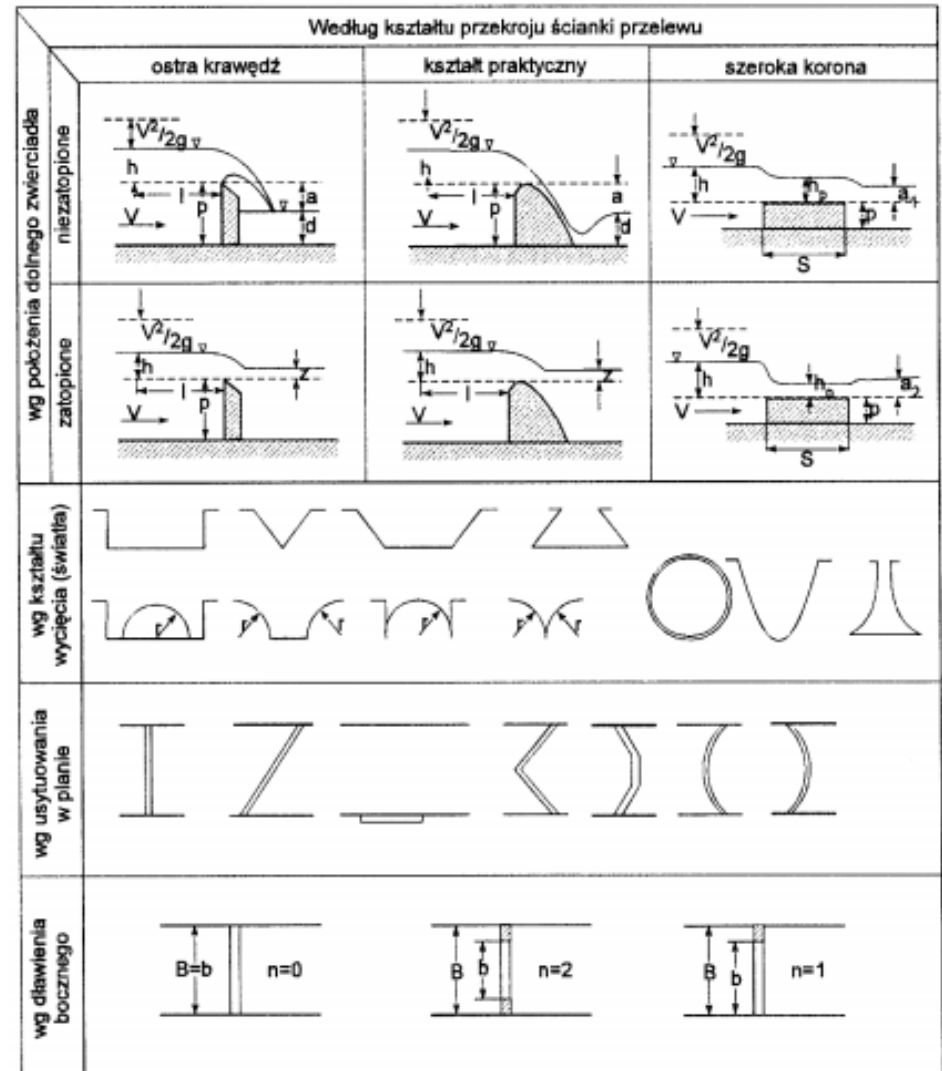 Według kształtu przekroju ścianki przelewu
ostra krawędź
kształt praktyczny
szeroka korona
wg położenia dolnego zwierciadła
niezatopione
V²/2g
h
l
p
a
d
V
V²/2g
h
l
p
a
d
V
V²/2g
h
hp
a1
V
p
S
zatopione
V²/2g
h
l
p
z
V
V²/2g
h
l
p
z
V
V²/2g
h
hp
a2
V
p
S
wg kształtu
wycięcia (światła)
r
r
r
r
r
r
wg usytuowania
w planie
wg dławienia
bocznego
B=b
n=0
B
b
n=2
B
b
n=1